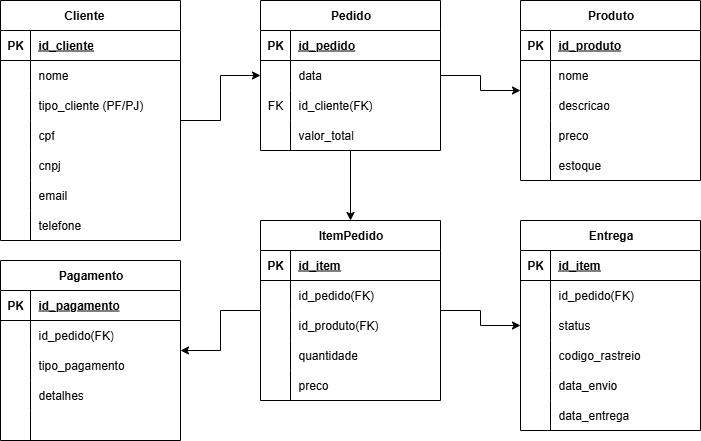 Cliente
PK id_cliente
nome
tipo_cliente (PF/PJ)
cpf
cnpj
email
telefone
Pedido
PK id_pedido
data
FK id_cliente(FK)
valor_total
Produto
PK id_produto
nome
descricao
preco
estoque
Pagamento
PK id_pagamento
id_pedido(FK)
tipo_pagamento
detalhes
ItemPedido
PK id_item
id_pedido(FK)
id_produto(FK)
quantidade
preco
Entrega
PK id_item
id_pedido(FK)
status
codigo_rastreio
data_envio
data_entrega